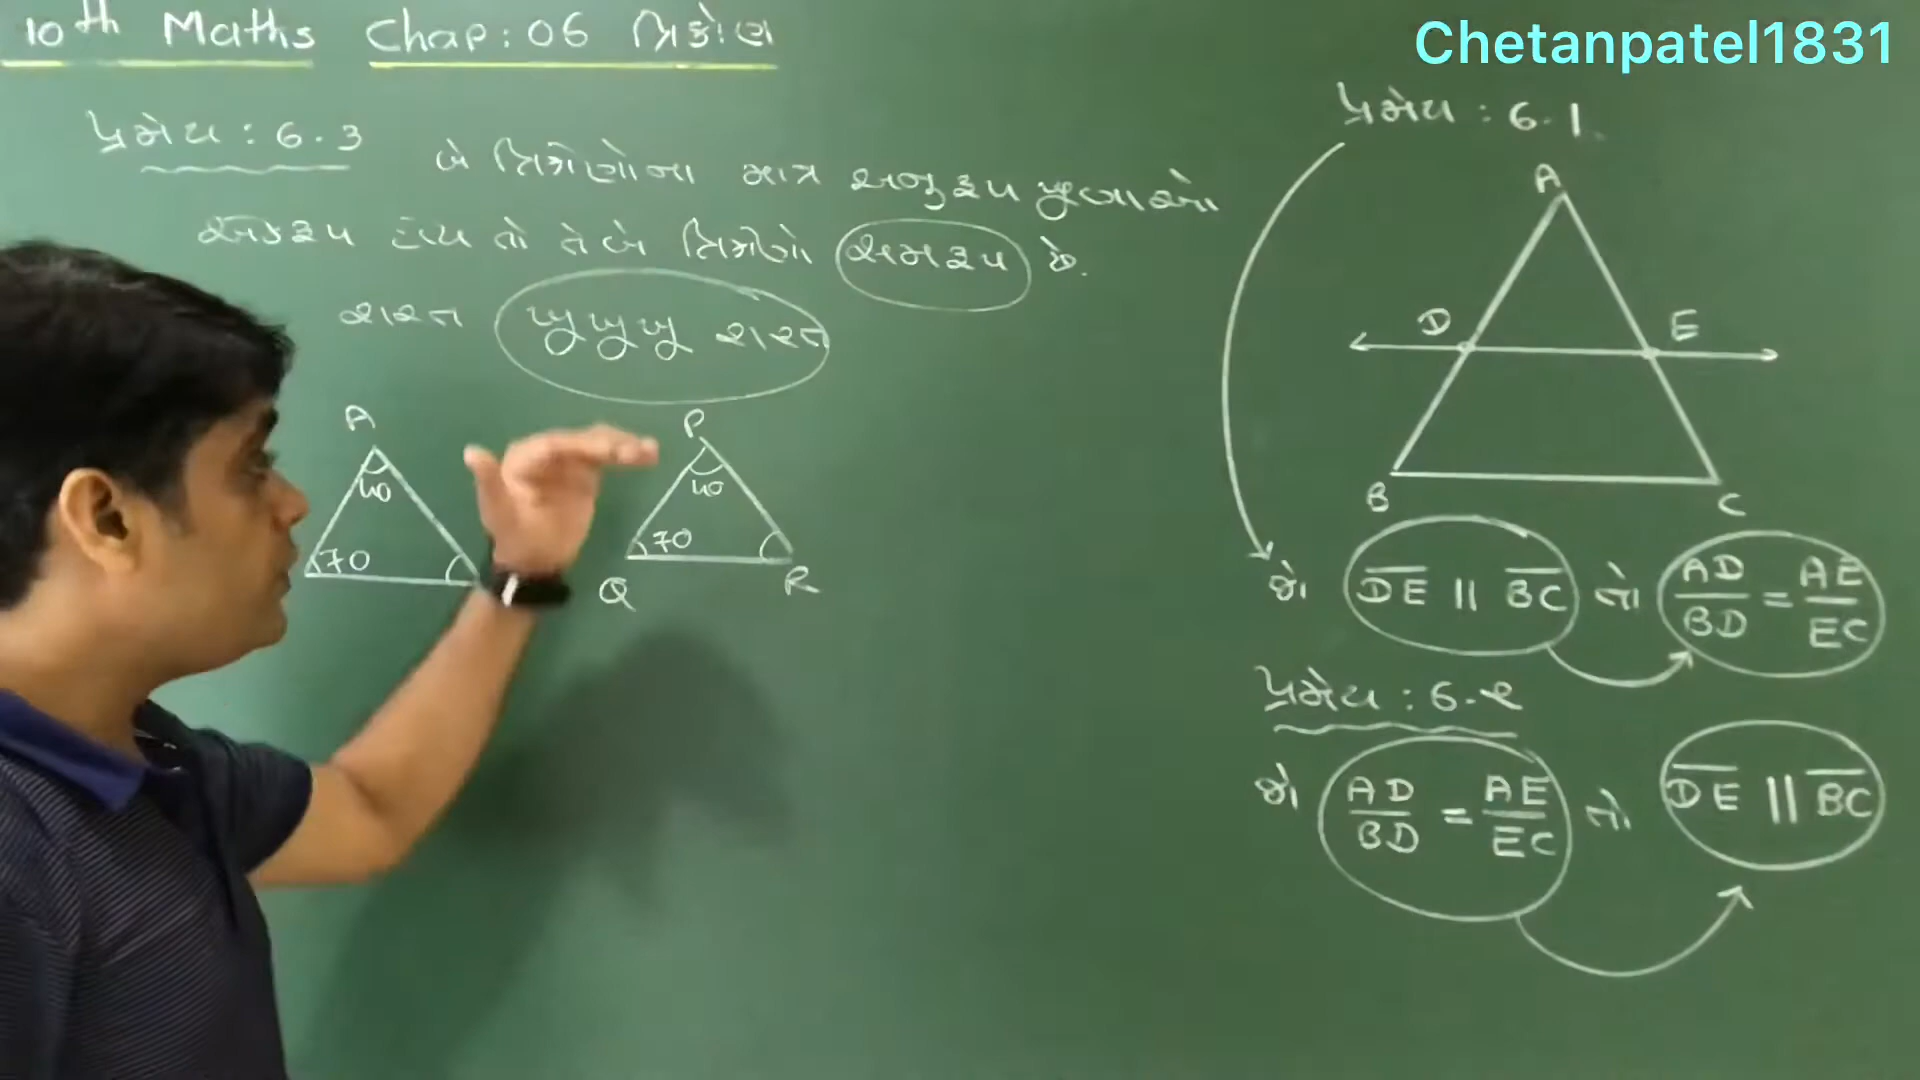 10th Maths Chap: 06 ત્રિકોણ
Chetanpatel1831
પ્રમેય : 6.3
બે ત્રિકોણોના માત્ર અનુરૂપ ખૂણાઓ
એકરૂપ હોય તો તે બે ત્રિકોણો સમરૂપ છે.
શરત ખૂખૂખૂ શરત
A
40
70
P
40
70
Q R
પ્રમેય : 6.1
A
D E
B C
જો DE || BC તો AD/BD = AE/EC
પ્રમેય : 6.2
જો AD/BD = AE/EC તો DE || BC